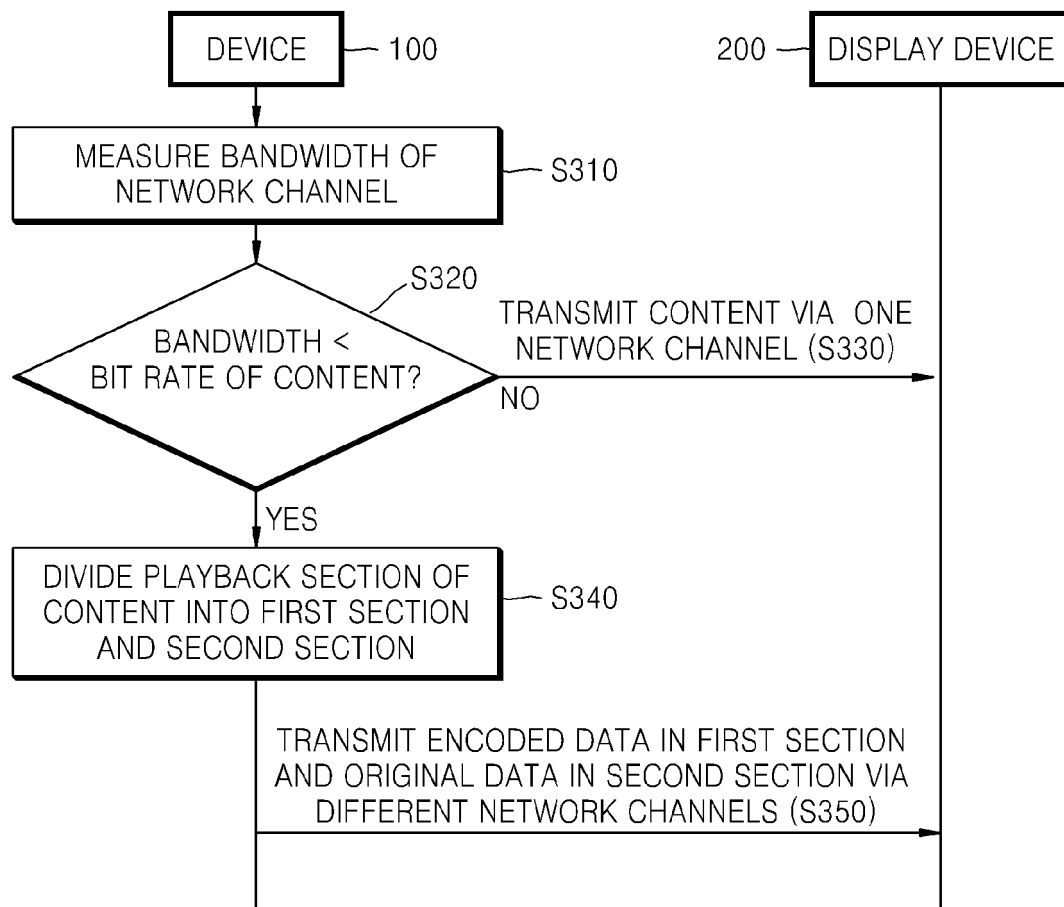 DEVICE
100
200
DISPLAY DEVICE
MEASURE BANDWIDTH OF
NETWORK CHANNEL
S310
S320
BANDWIDTH <
BIT RATE OF CONTENT?
TRANSMIT CONTENT VIA ONE
NETWORK CHANNEL (S330)
NO
YES
DIVIDE PLAYBACK SECTION OF
CONTENT INTO FIRST SECTION
AND SECOND SECTION
S340
TRANSMIT ENCODED DATA IN FIRST SECTION
AND ORIGINAL DATA IN SECOND SECTION VIA
DIFFERENT NETWORK CHANNELS (S350)